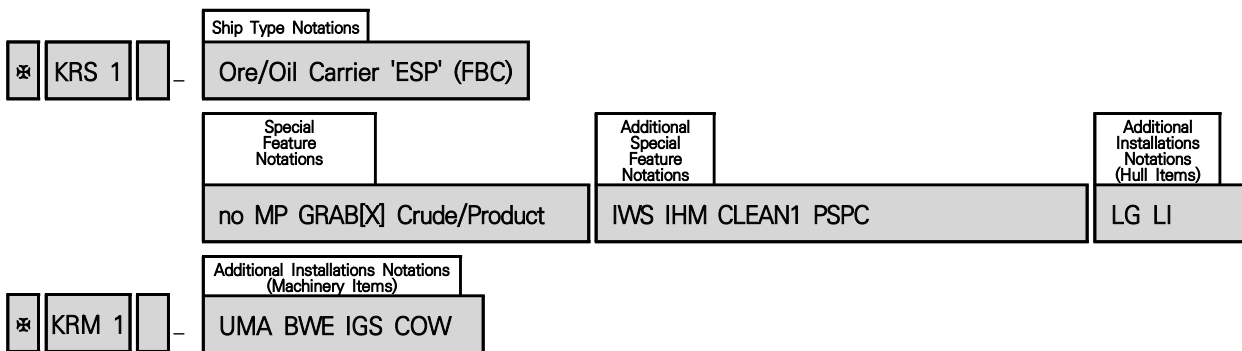 Ship Type Notations
✠ KRS 1 _ Ore/Oil Carrier 'ESP' (FBC)
Special
Feature
Notations
Additional
Special
Feature
Notations
Additional
Installations
Notations
(Hull Items)
no MP GRAB[X] Crude/Product
IWS IHM CLEAN1 PSPC
LG LI
Additional Installations Notations
(Machinery Items)
✠ KRM 1 _ UMA BWE IGS COW